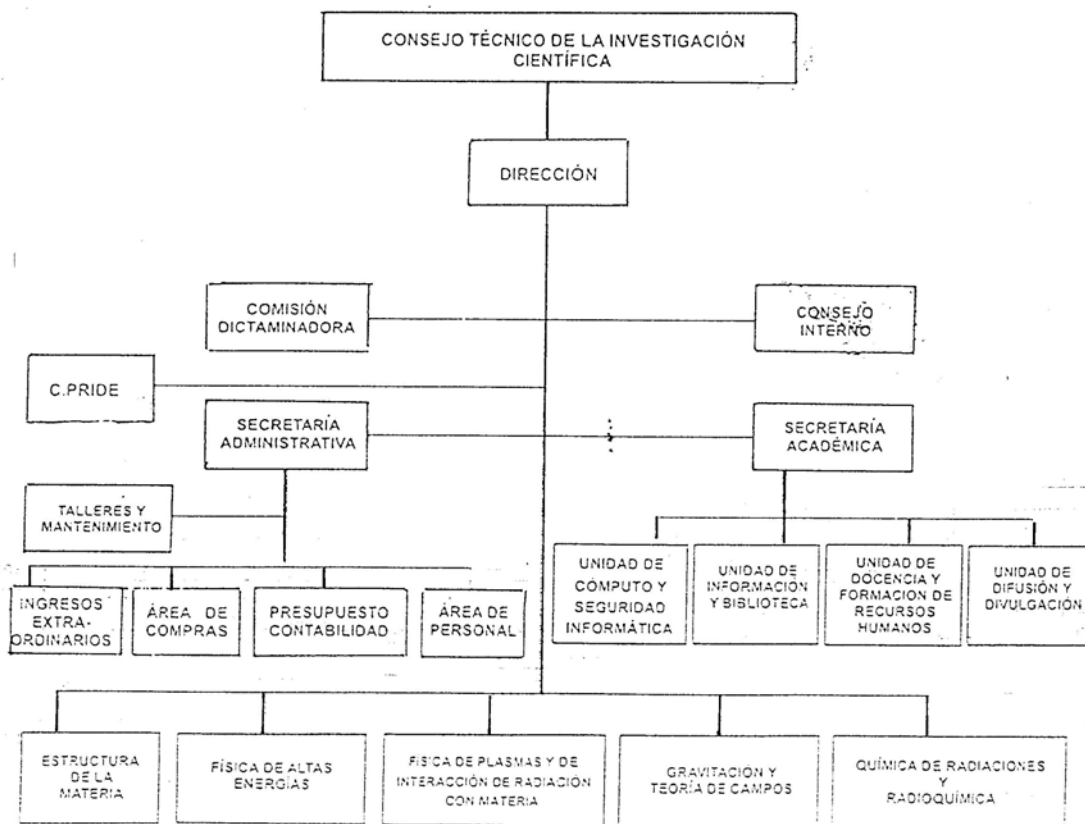 CONSEJO TÉCNICO DE LA INVESTIGACIÓN
CIENTÍFICA
DIRECCIÓN
COMISIÓN
DICTAMINADORA
CONSEJO
INTERNO
C.PRIDE
SECRETARÍA
ADMINISTRATIVA
SECRETARÍA
ACADÉMICA
TALLERES Y
MANTENIMIENTO
INGRESOS
EXTRA-
ORDINARIOS
ÁREA DE
COMPRAS
PRESUPUESTO
CONTABILIDAD
ÁREA DE
PERSONAL
UNIDAD DE
CÓMPUTO Y
SEGURIDAD
INFORMÁTICA
UNIDAD DE
INFORMACIÓN
Y BIBLIOTECA
UNIDAD DE
DOCENCIA Y
FORMACION DE
RECURSOS
HUMANOS
UNIDAD DE
DIFUSIÓN Y
DIVULGACIÓN
ESTRUCTURA
DE LA
MATERIA
FÍSICA DE ALTAS
ENERGÍAS
FÍSICA DE PLASMAS Y DE
INTERACCIÓN DE RADIACIÓN
CON MATERIA
GRAVITACIÓN Y
TEORÍA DE CAMPOS
QUÍMICA DE RADIACIONES
Y
RADIOQUÍMICA